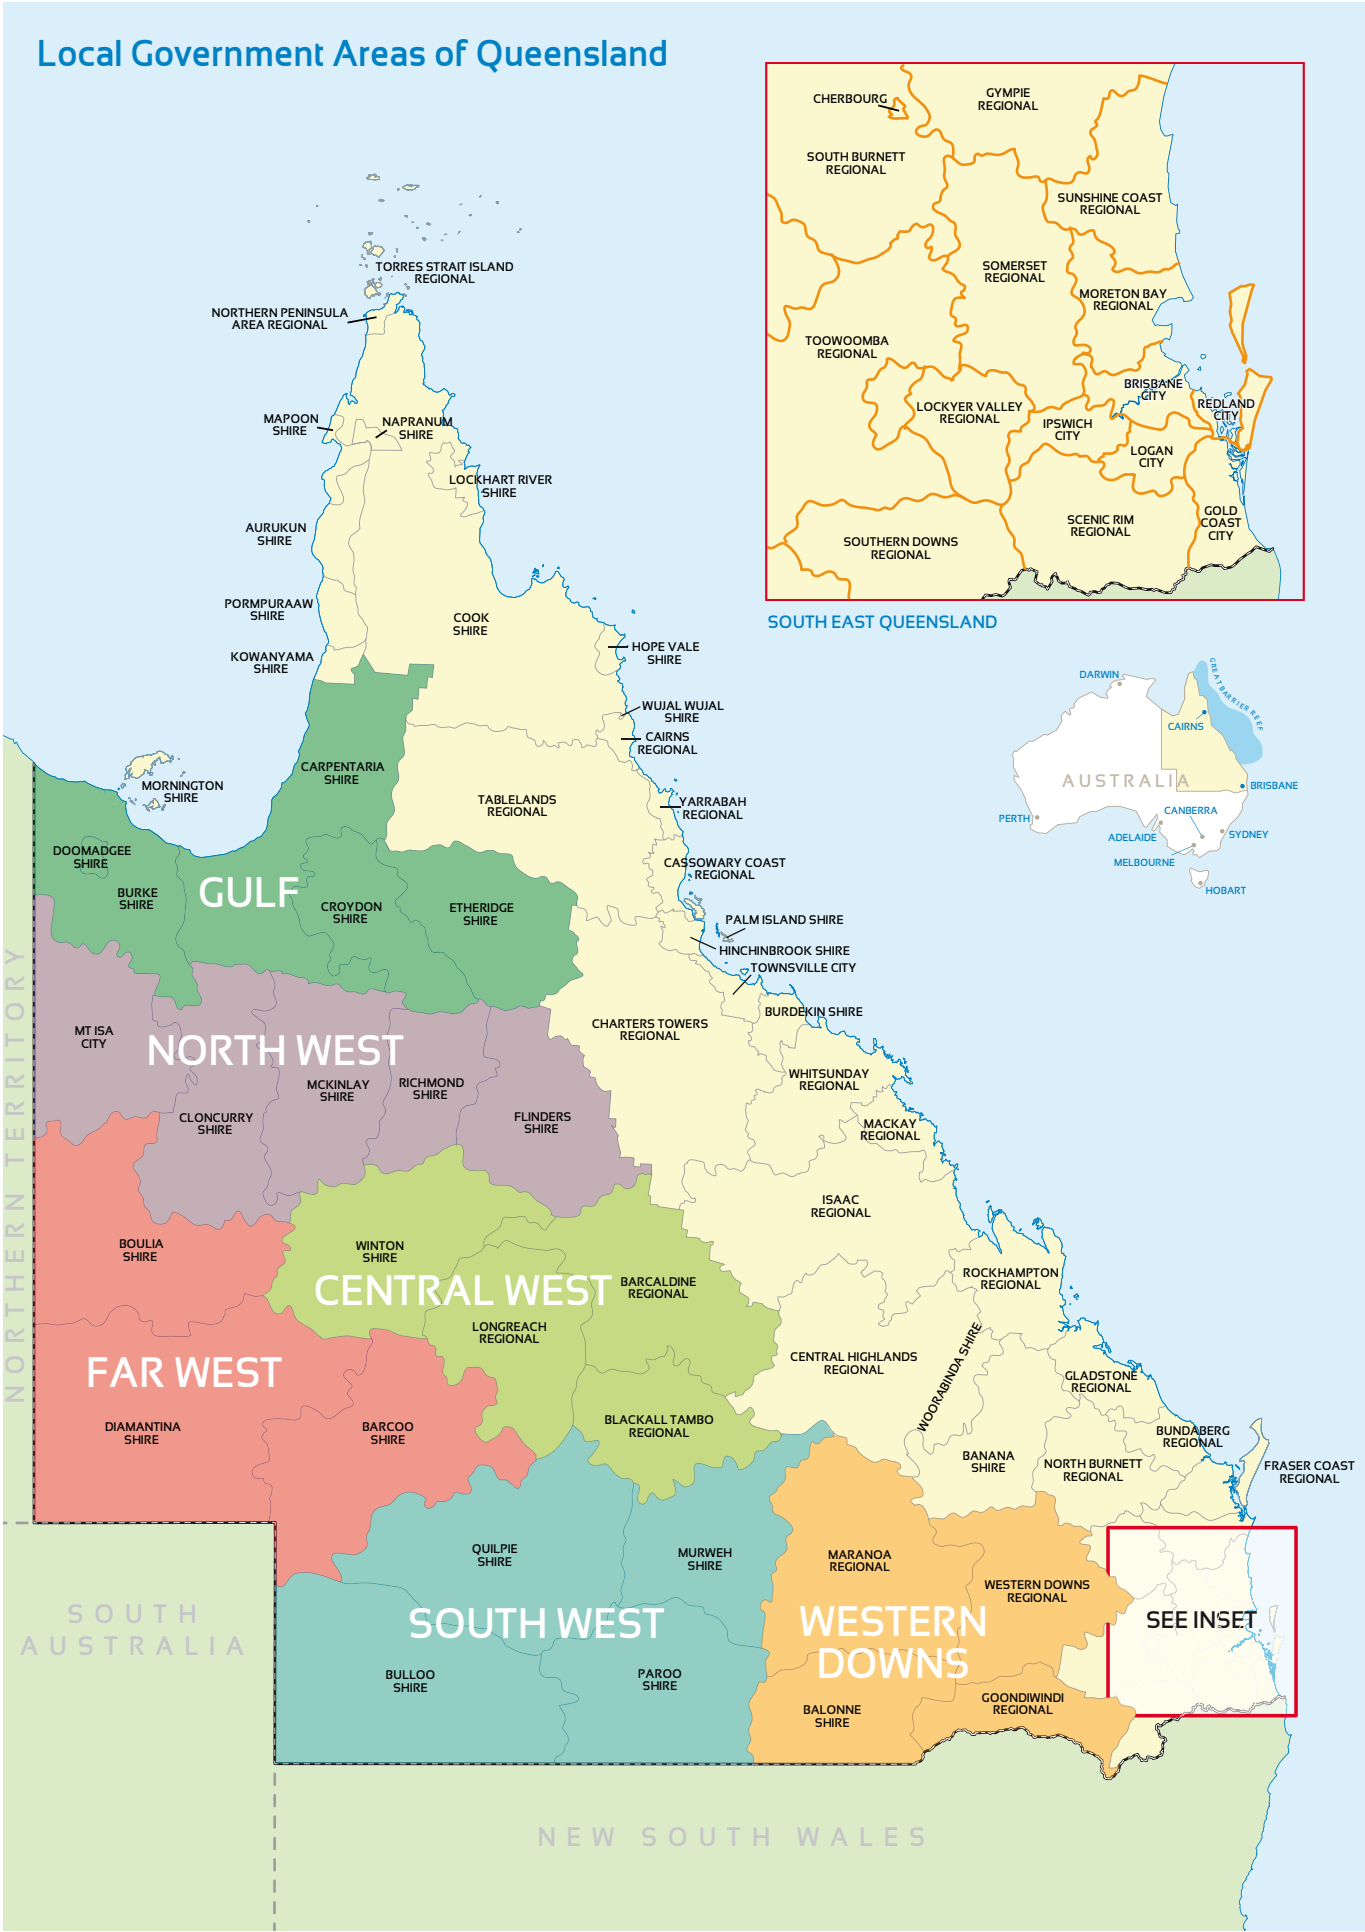 Local Government Areas of Queensland
CHERBOURG
GYMPIE
REGIONAL
SOUTH BURNETT
REGIONAL
SUNSHINE COAST
REGIONAL
SOMERSET
REGIONAL
MORETON BAY
REGIONAL
TOOWOOMBA
REGIONAL
BRISBANE
CITY
LOCKYER VALLEY
REGIONAL
REDLAND
CITY
IPSWICH
CITY
LOGAN
CITY
SCENIC RIM
REGIONAL
GOLD
COAST
CITY
SOUTHERN DOWNS
REGIONAL
SOUTH EAST QUEENSLAND
TORRES STRAIT ISLAND
REGIONAL
NORTHERN PENINSULA
AREA REGIONAL
MAPOON
SHIRE
NAPRANUM
SHIRE
LOCKHART RIVER
SHIRE
AURUKUN
SHIRE
PORMPURAAW
SHIRE
COOK
SHIRE
KOWANYAMA
SHIRE
HOPE VALE
SHIRE
WUJAL WUJAL
SHIRE
CAIRNS
REGIONAL
DARWIN
GREAT BARRIER REEF
CAIRNS
AUSTRALIA
BRISBANE
PERTH
CANBERRA
ADELAIDE
SYDNEY
MELBOURNE
HOBART
CARPENTARIA
SHIRE
MORNINGTON
SHIRE
TABLELANDS
REGIONAL
YARRABAH
REGIONAL
DOOMADGEE
SHIRE
CASSOWARY COAST
REGIONAL
BURKE
SHIRE
GULF
CROYDON
SHIRE
ETHERIDGE
SHIRE
PALM ISLAND SHIRE
HINCHINBROOK SHIRE
TOWNSVILLE CITY
BURDEKIN SHIRE
CHARTERS TOWERS
REGIONAL
MT ISA
CITY
NORTH WEST
MCKINLAY
SHIRE
RICHMOND
SHIRE
WHITSUNDAY
REGIONAL
CLONCURRY
SHIRE
FLINDERS
SHIRE
MACKAY
REGIONAL
NORTHERN TERRITORY
ISAAC
REGIONAL
BOULIA
SHIRE
WINTON
SHIRE
CENTRAL WEST
BARCALDINE
REGIONAL
ROCKHAMPTON
REGIONAL
LONGREACH
REGIONAL
FAR WEST
CENTRAL HIGHLANDS
REGIONAL
WOORABINDA SHIRE
GLADSTONE
REGIONAL
DIAMANTINA
SHIRE
BARCOO
SHIRE
BLACKALL TAMBO
REGIONAL
BUNDABERG
REGIONAL
BANANA
SHIRE
NORTH BURNETT
REGIONAL
FRASER COAST
REGIONAL
QUILPIE
SHIRE
MURWEH
SHIRE
MARANOA
REGIONAL
WESTERN DOWNS
REGIONAL
SOUTH
AUSTRALIA
SOUTH WEST
WESTERN
DOWNS
SEE INSET
BULLOO
SHIRE
PAROO
SHIRE
BALONNE
SHIRE
GOONDIWINDI
REGIONAL
NEW SOUTH WALES